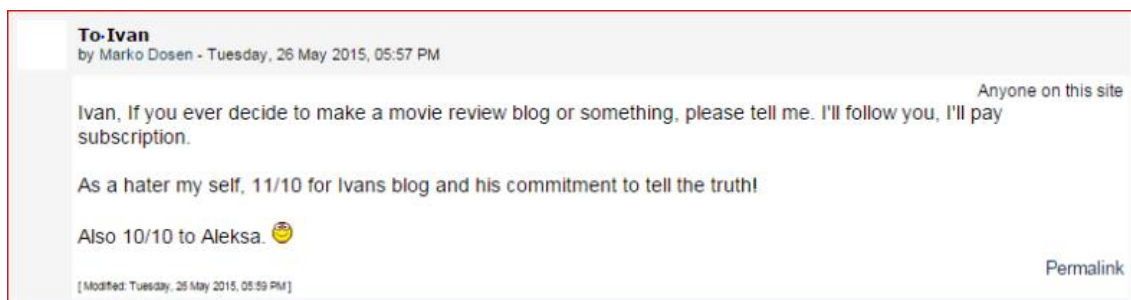 To Ivan
by Marko Dosen - Tuesday, 26 May 2015, 05:57 PM
Anyone on this site
Ivan, If you ever decide to make a movie review blog or something, please tell me. I'll follow you, I'll pay
subscription.
As a hater my self, 11/10 for Ivans blog and his commitment to tell the truth!
Also 10/10 to Aleksa.
Permalink
[ Modified: Tuesday, 26 May 2015, 05:59 PM ]